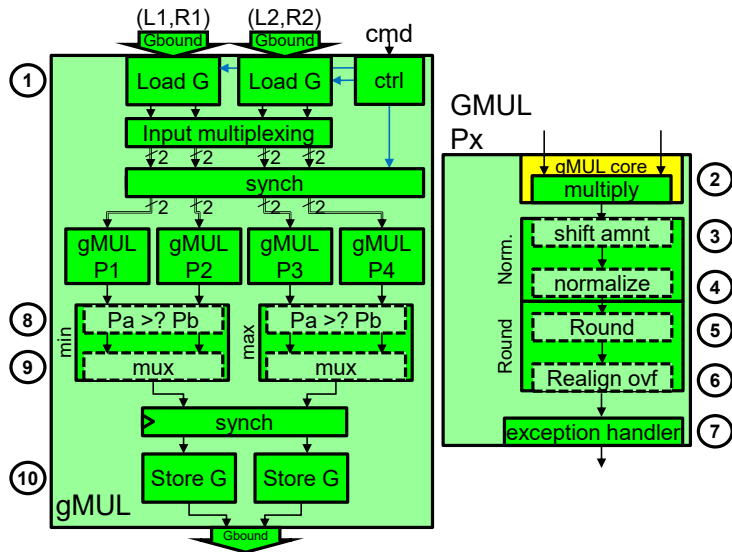 (L1,R1) (L2,R2)
cmd
Gbound Gbound
1 Load G Load G ctrl
Input multiplexing
2 2 2 2
synch
2 2 2 2
gMUL P1
gMUL P2
gMUL P3
gMUL P4
8 Pa >? Pb Pa >? Pb
min max
9 mux mux
synch
10 Store G Store G
gMUL
Gbound
GMUL
Px
gMUL core
multiply 2
shift amnt 3
Norm.
normalize 4
Round 5
Round
Realign ovf 6
exception handler 7